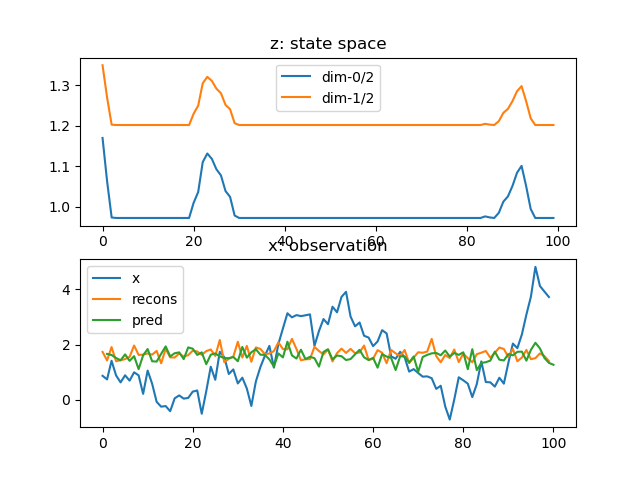 z: state space
dim-0/2
dim-1/2
1.3
1.2
1.1
1.0
0 20 40 60 80 100
x: observation
x
recons
pred
4
2
0
0 20 40 60 80 100